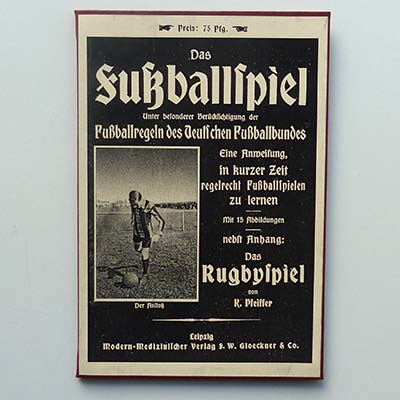 Preis: 75 Pfg.
Das
Fußballſpiel
Unter beſonderer Berückſichtigung der
Fußballregeln des Deutſchen Fußballbundes
Eine Anweiſung,
in kurzer Zeit
regelrecht Fußballſpielen
zu lernen
Mit 15 Abbildungen
nebſt Anhang:
Das
Rugbyſpiel
von
K. Pfeiffer
Der Anſtoß
Leipzig
Modern-Mediziniſcher Verlag F. W. Gloeckner & Co.